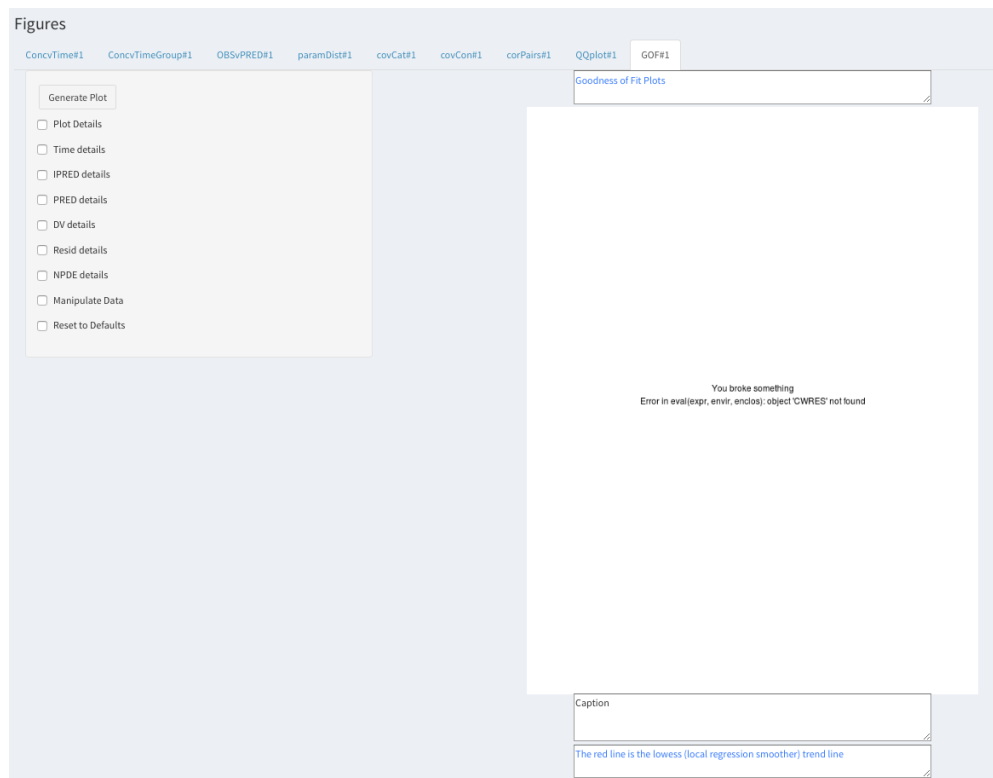 Figures
ConcvTime#1 ConcvTimeGroup#1 OBSvPRED#1 paramDist#1 covCat#1 covCon#1 corPairs#1 QQplot#1 GOF#1
Goodness of Fit Plots
Generate Plot
Plot Details
Time details
IPRED details
PRED details
DV details
Resid details
NPDE details
Manipulate Data
Reset to Defaults
You broke something
Error in eval(expr, envir, enclos): object 'CWRES' not found
Caption
The red line is the lowess (local regression smoother) trend line